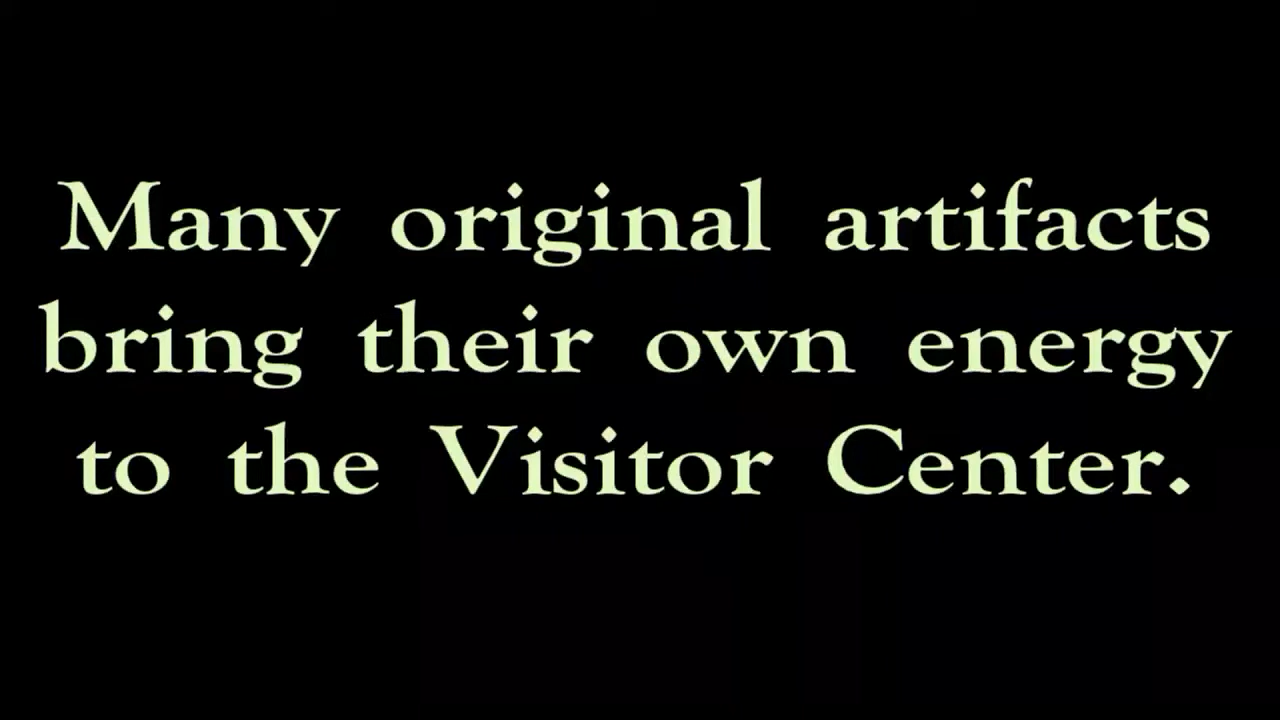 Many original artifacts
bring their own energy
to the Visitor Center.